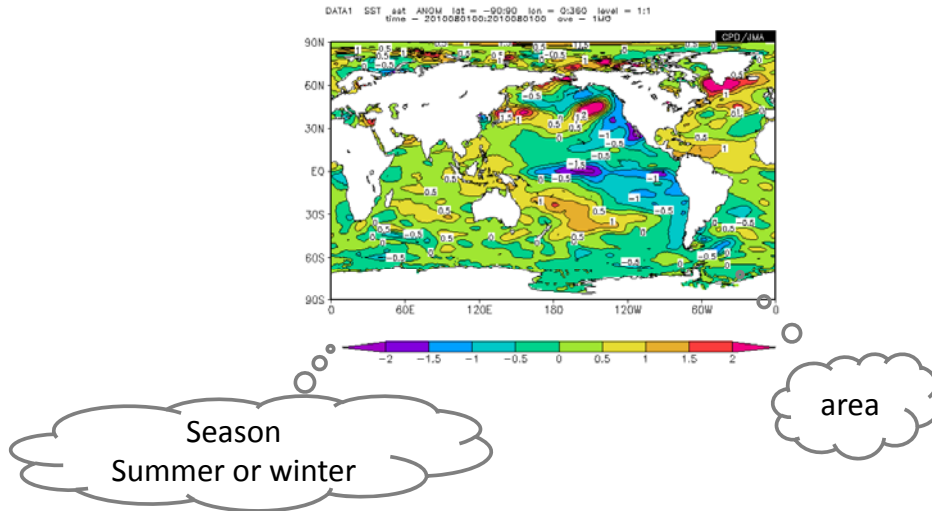 DATA1 SST set ANOM lat = -90:90 lon = 0:360 level = 1:1
time = 2010080100:2010080100 ave = 1MO
CPD/JMA
90N
60N
30N
EQ
30S
60S
90S
0 60E 120E 180 120W 60W 0
-2 -1.5 -1 -0.5 0 0.5 1 1.5 2
area
Season
Summer or winter